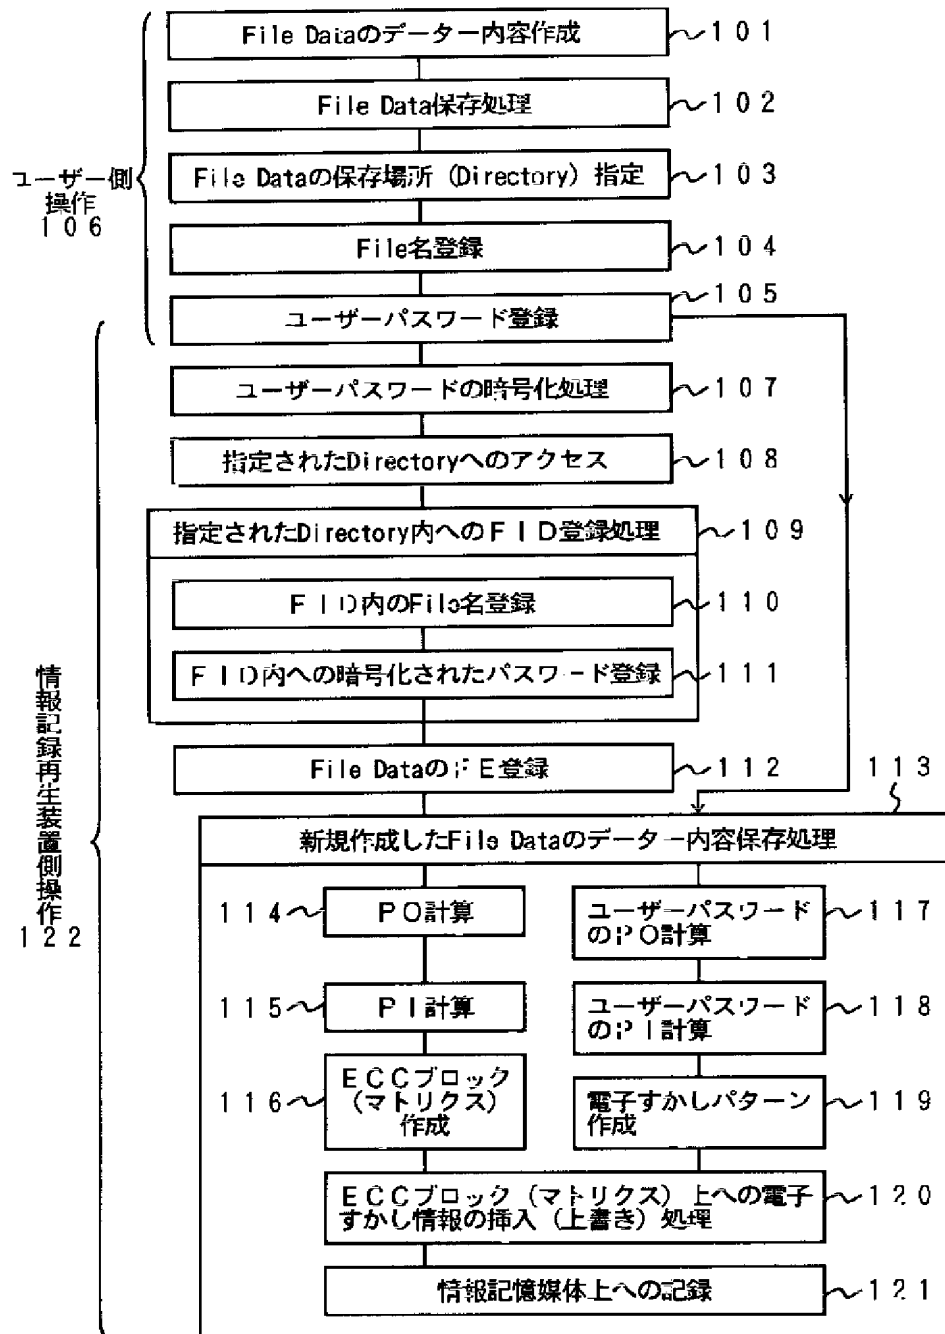 File Dataのデーター内容作成
101
File Data保存処理
102
File Dataの保存場所（Directory）指定
103
File名登録
104
ユーザーパスワード登録
105
ユーザー側
操作
106
ユーザーパスワードの暗号化処理
107
指定されたDirectoryへのアクセス
108
指定されたDirectory内へのＦＩＤ登録処理
109
ＦＩＤ内のFile名登録
110
ＦＩＤ内への暗号化されたパスワード登録
111
File DataのＦＥ登録
112
113
新規作成したFile Dataのデーター内容保存処理
114
ＰＯ計算
ユーザーパスワード
のＰＯ計算
117
115
ＰＩ計算
ユーザーパスワード
のＰＩ計算
118
116
ＥＣＣブロック
（マトリクス）
作成
電子すかしパターン
作成
119
ＥＣＣブロック（マトリクス）上への電子
すかし情報の挿入（上書き）処理
120
情報記憶媒体上への記録
121
情報記録再生装置側操作
122